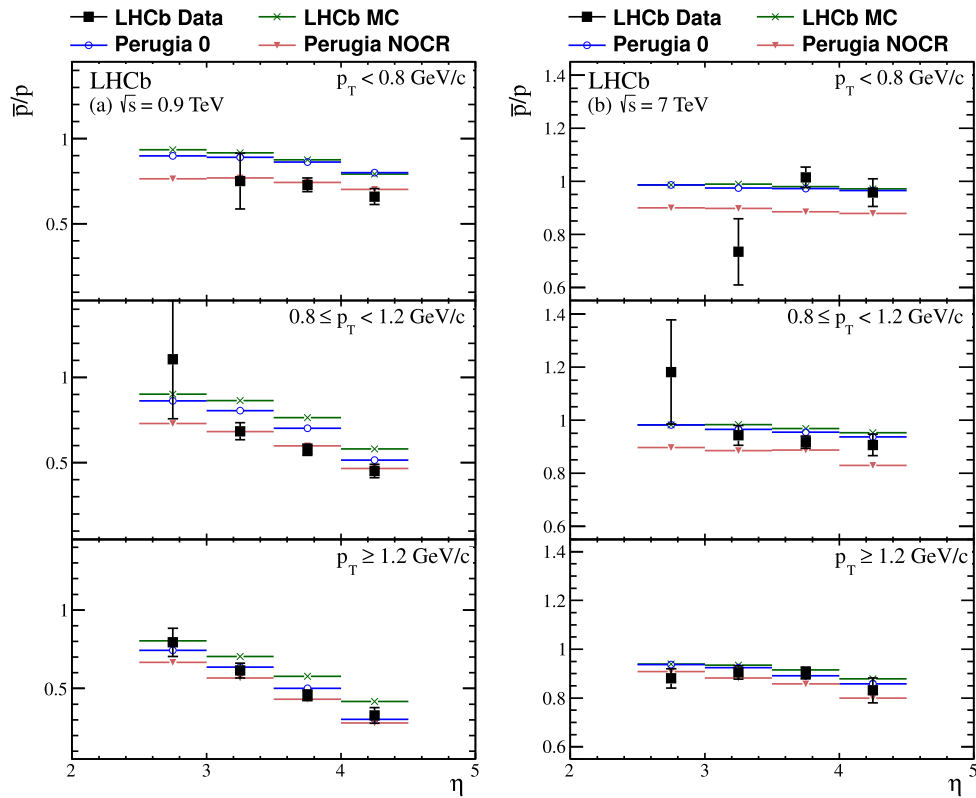 LHCb Data LHCb MC
Perugia 0 Perugia NOCR
LHCb p_T < 0.8 GeV/c
(a) √s = 0.9 TeV
p̅/p
1
0.5
0.8 ≤ p_T < 1.2 GeV/c
1
0.5
p_T ≥ 1.2 GeV/c
1
0.5
2 3 4 5
η
LHCb Data LHCb MC
Perugia 0 Perugia NOCR
LHCb p_T < 0.8 GeV/c
(b) √s = 7 TeV
p̅/p
1.4
1.2
1
0.8
0.6
0.8 ≤ p_T < 1.2 GeV/c
1.4
1.2
1
0.8
0.6
p_T ≥ 1.2 GeV/c
1.4
1.2
1
0.8
0.6
2 3 4 5
η